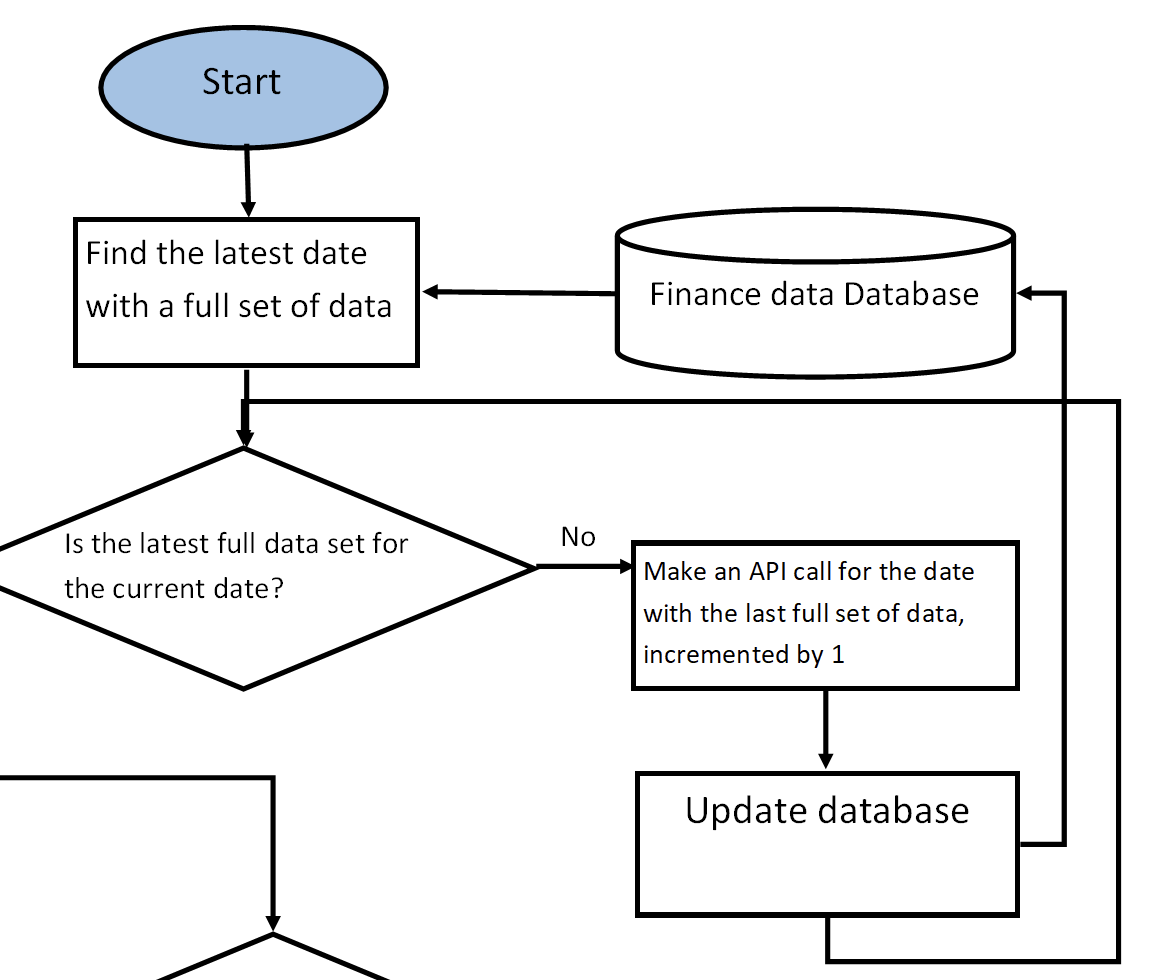 Start
Find the latest date
with a full set of data
Finance data Database
Is the latest full data set for
the current date?
No
Make an API call for the date
with the last full set of data,
incremented by 1
Update database